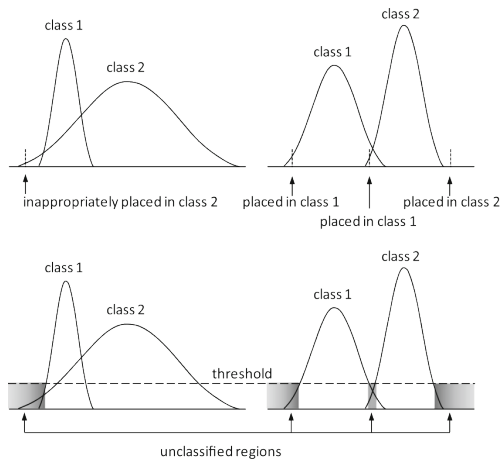 class 1
class 2
class 1
class 2
inappropriately placed in class 2
placed in class 1
placed in class 1
placed in class 2
class 1
class 2
class 1
class 2
threshold
unclassified regions